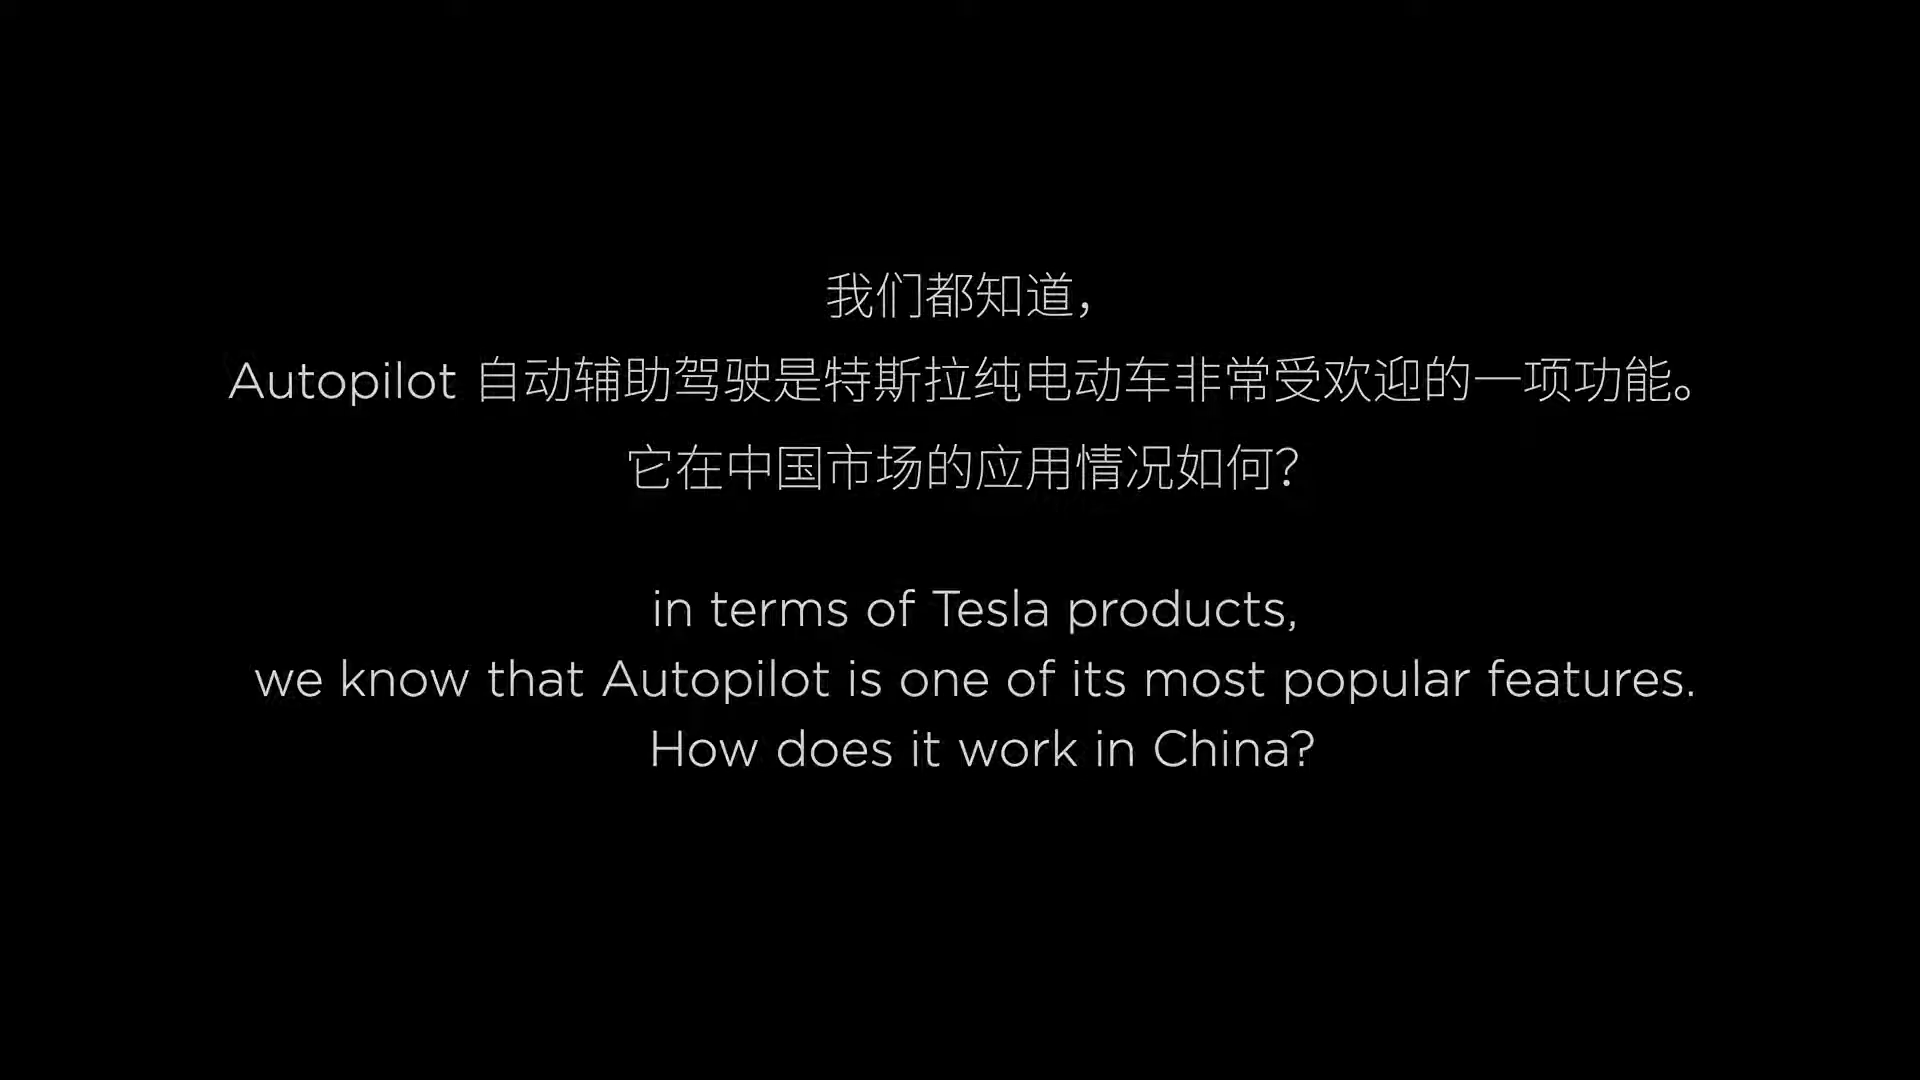 我们都知道，
Autopilot 自动辅助驾驶是特斯拉纯电动车非常受欢迎的一项功能。
它在中国市场的应用情况如何？
in terms of Tesla products,
we know that Autopilot is one of its most popular features.
How does it work in China?